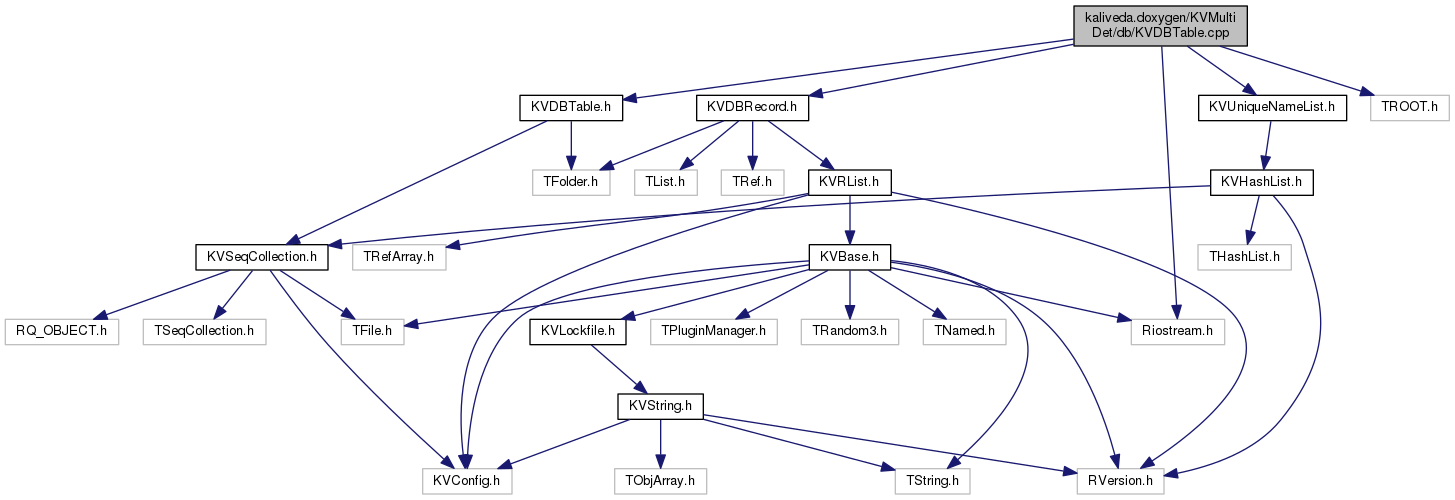 kaliveda.doxygen/KVMulti
Det/db/KVDBTable.cpp
KVDBTable.h
KVDBRecord.h
KVUniqueNameList.h
TROOT.h
TFolder.h
TList.h
TRef.h
KVRList.h
KVHashList.h
KVSeqCollection.h
TRefArray.h
KVBase.h
THashList.h
RQ_OBJECT.h
TSeqCollection.h
TFile.h
KVLockfile.h
TPluginManager.h
TRandom3.h
TNamed.h
Riostream.h
KVString.h
KVConfig.h
TObjArray.h
TString.h
RVersion.h